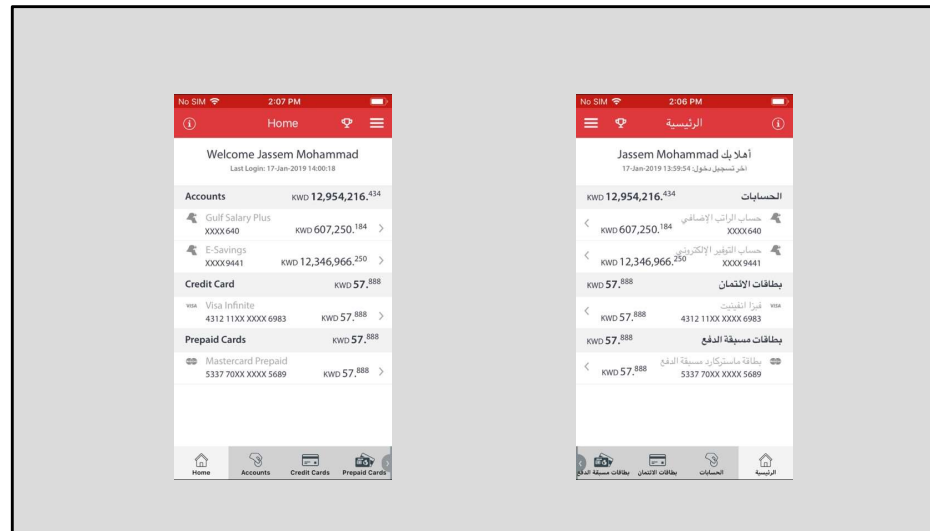 No SIM 2:07 PM
Home
Welcome Jassem Mohammad
Last Login: 17-Jan-2019 14:00:18
Accounts KWD 12,954,216.434
Gulf Salary Plus
XXXX640 KWD 607,250.184
E-Savings
XXXX9441 KWD 12,346,966.250
Credit Card KWD 57.888
VISA Visa Infinite
4312 11XX XXXX 6983 KWD 57.888
Prepaid Cards KWD 57.888
Mastercard Prepaid
5337 70XX XXXX 5689 KWD 57.888
Home Accounts Credit Cards Prepaid Cards
No SIM 2:06 PM
الرئيسية
أهلا بك Jassem Mohammad
اخر تسجيل دخول: 13:59:54 17-Jan-2019
الحسابات KWD 12,954,216.434
حساب الراتب الإضافي
XXXX640 KWD 607,250.184
حساب التوفير الإلكتروني
XXXX9441 KWD 12,346,966.250
بطاقات الائتمان KWD 57.888
VISA فيزا انفينيت
4312 11XX XXXX 6983 KWD 57.888
بطاقات مسبقة الدفع KWD 57.888
بطاقة ماستركارد مسبقة الدفع
5337 70XX XXXX 5689 KWD 57.888
الرئيسية الحسابات بطاقات الائتمان بطاقات مسبقة الدفع